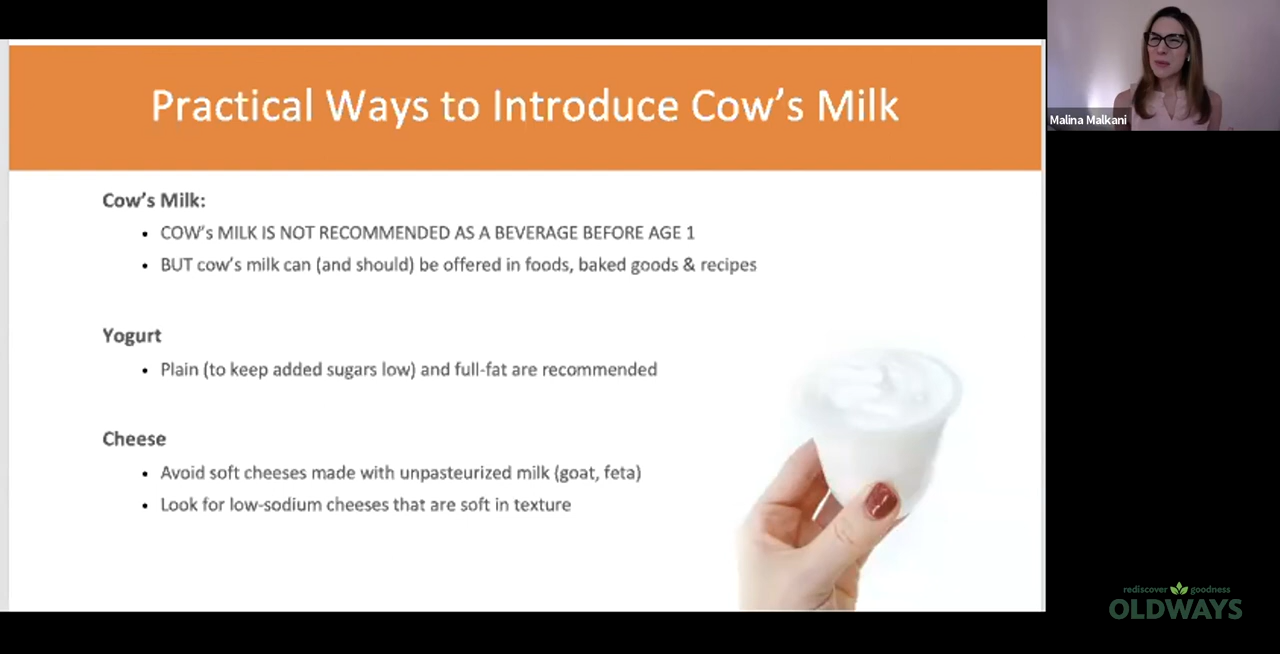 Practical Ways to Introduce Cow's Milk
Cow's Milk:
• COW's MILK IS NOT RECOMMENDED AS A BEVERAGE BEFORE AGE 1
• BUT cow's milk can (and should) be offered in foods, baked goods & recipes
Yogurt
• Plain (to keep added sugars low) and full-fat are recommended
Cheese
• Avoid soft cheeses made with unpasteurized milk (goat, feta)
• Look for low-sodium cheeses that are soft in texture
Malina Malkani
rediscover goodness
OLDWAYS